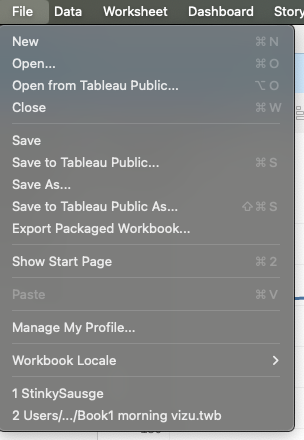 File Data Worksheet Dashboard Story
New ⌘ N
Open... ⌘ O
Open from Tableau Public... ⌥ O
Close ⌘ W
Save
Save to Tableau Public... ⌘ S
Save As...
Save to Tableau Public As... ⇧ ⌘ S
Export Packaged Workbook...
Show Start Page ⌘ 2
Paste ⌘ V
Manage My Profile...
Workbook Locale
1 StinkySausge
2 Users/.../Book1 morning vizu.twb